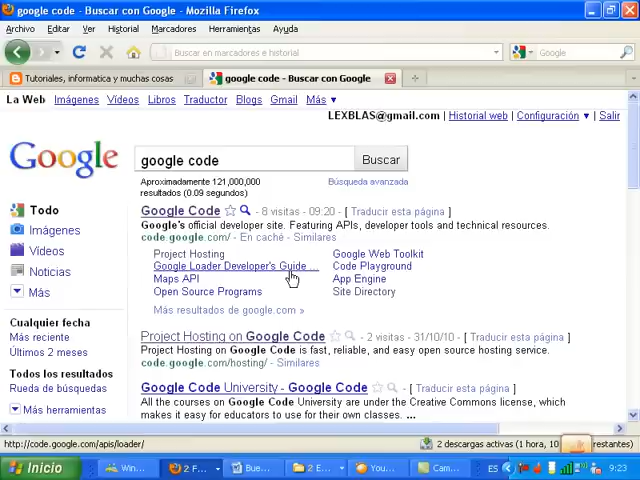 google code - Buscar con Google - Mozilla Firefox
Archivo Editar Ver Historial Marcadores Herramientas Ayuda
Buscar en marcadores e historial
Google
Tutoriales, informatica y muchas cosas
google code - Buscar con Google
La Web Imágenes Vídeos Libros Traductor Blogs Gmail Más
LEXBLAS@gmail.com | Historial web | Configuración | Salir
Google
google code
Buscar
Aproximadamente 121,000,000
resultados (0.09 segundos)
Búsqueda avanzada
Todo
Imágenes
Vídeos
Noticias
Más
Cualquier fecha
Más reciente
Últimos 2 meses
Todos los resultados
Rueda de búsquedas
Más herramientas
Google Code - 8 visitas - 09:20 - [ Traducir esta página ]
Google's official developer site. Featuring APIs, developer tools and technical resources.
code.google.com/ - En caché - Similares
Project Hosting Google Web Toolkit
Google Loader Developer's Guide ... Code Playground
Maps API App Engine
Open Source Programs Site Directory
Más resultados de google.com »
Project Hosting on Google Code - 2 visitas - 31/10/10 - [ Traducir esta página ]
Project Hosting on Google Code is fast, reliable, and easy open source hosting service.
code.google.com/hosting/ - Similares
Google Code University - Google Code - [ Traducir esta página ]
All the courses on Google Code University are under the Creative Commons license, which
makes it easy for educators to use for their own classes. ...
http://code.google.com/apis/loader/
2 descargas activas (1 hora, 10 restantes)
Inicio
Win...
2 F...
Bue...
2 E...
You...
Cam...
ES
9:23